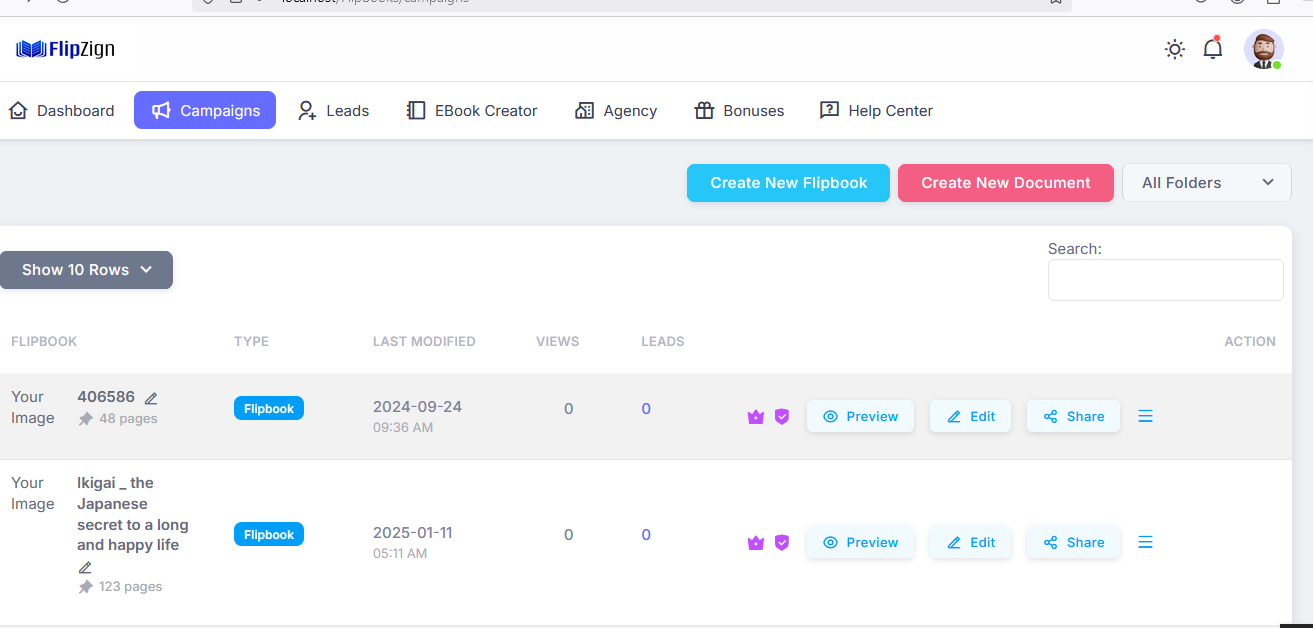 localhost/flipbooks/campaigns
FlipZign
Dashboard Campaigns Leads EBook Creator Agency Bonuses Help Center
Create New Flipbook Create New Document All Folders
Show 10 Rows
Search:
FLIPBOOK TYPE LAST MODIFIED VIEWS LEADS ACTION
Your Image 406586 48 pages Flipbook 2024-09-24 09:36 AM 0 0 Preview Edit Share
Your Image Ikigai _ the Japanese secret to a long and happy life 123 pages Flipbook 2025-01-11 05:11 AM 0 0 Preview Edit Share